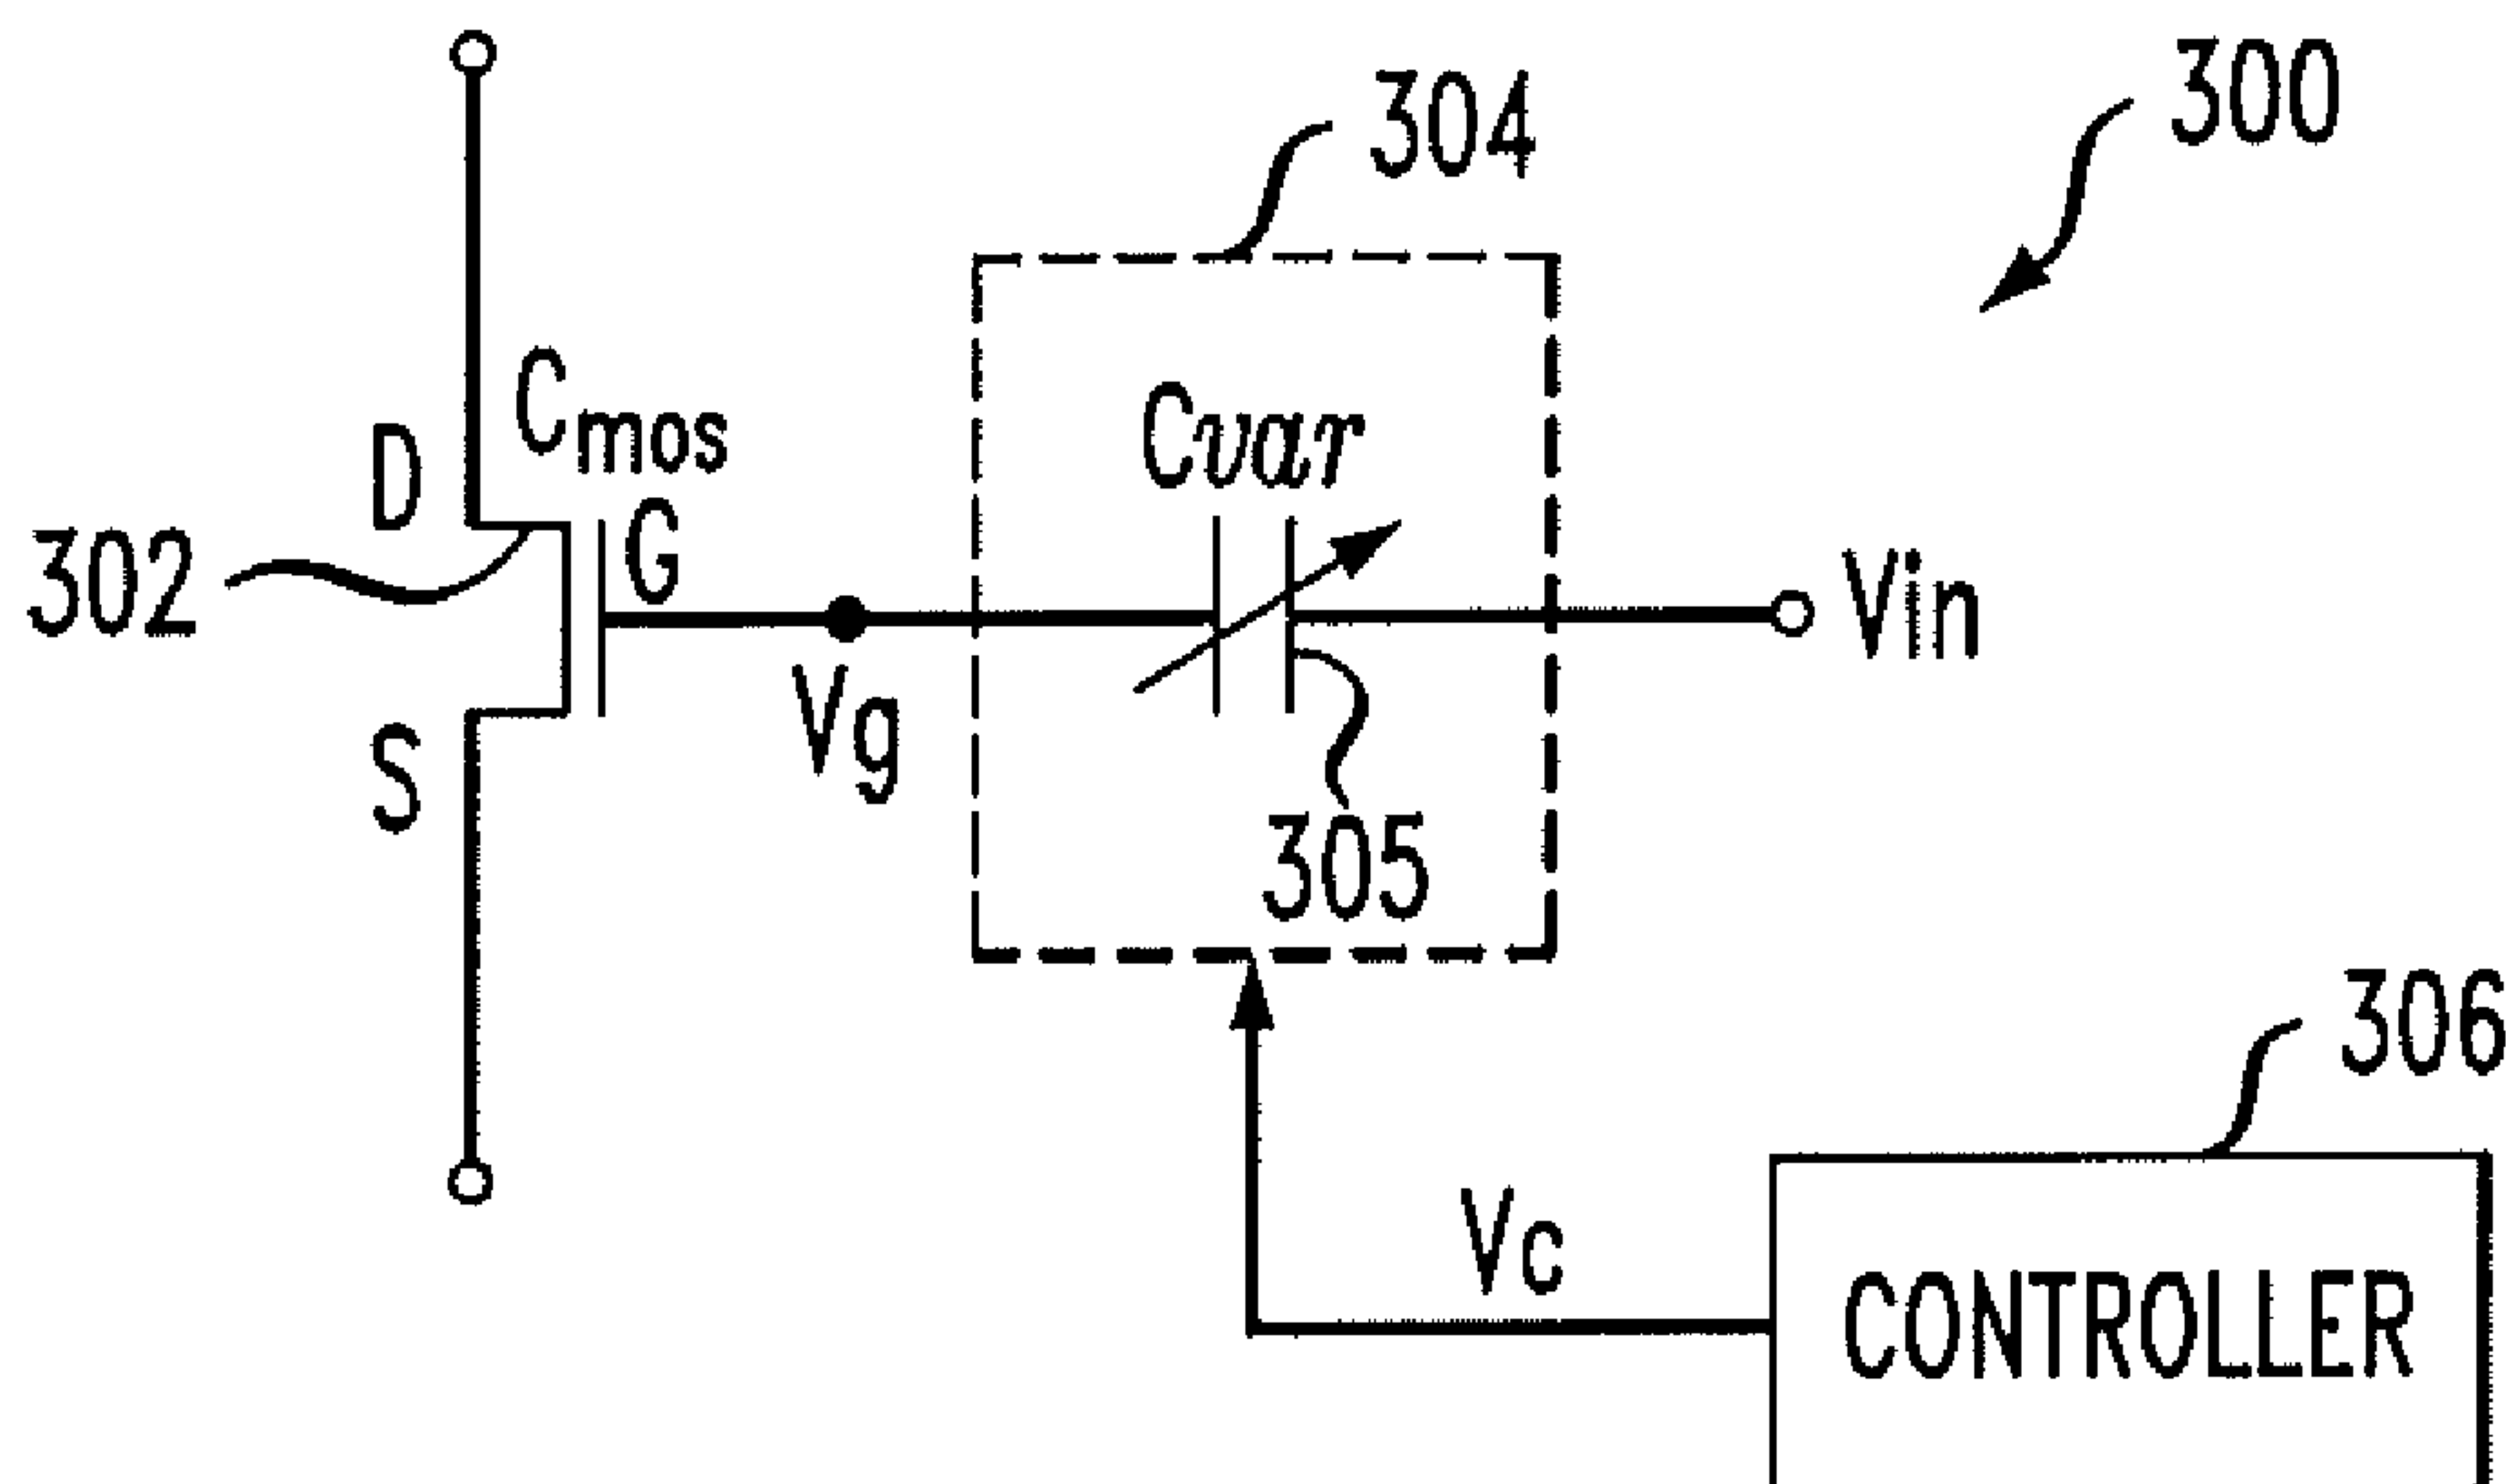 300
304
Cmos
Cvar
D
G
302
Vin
Vg
S
305
306
Vc
CONTROLLER